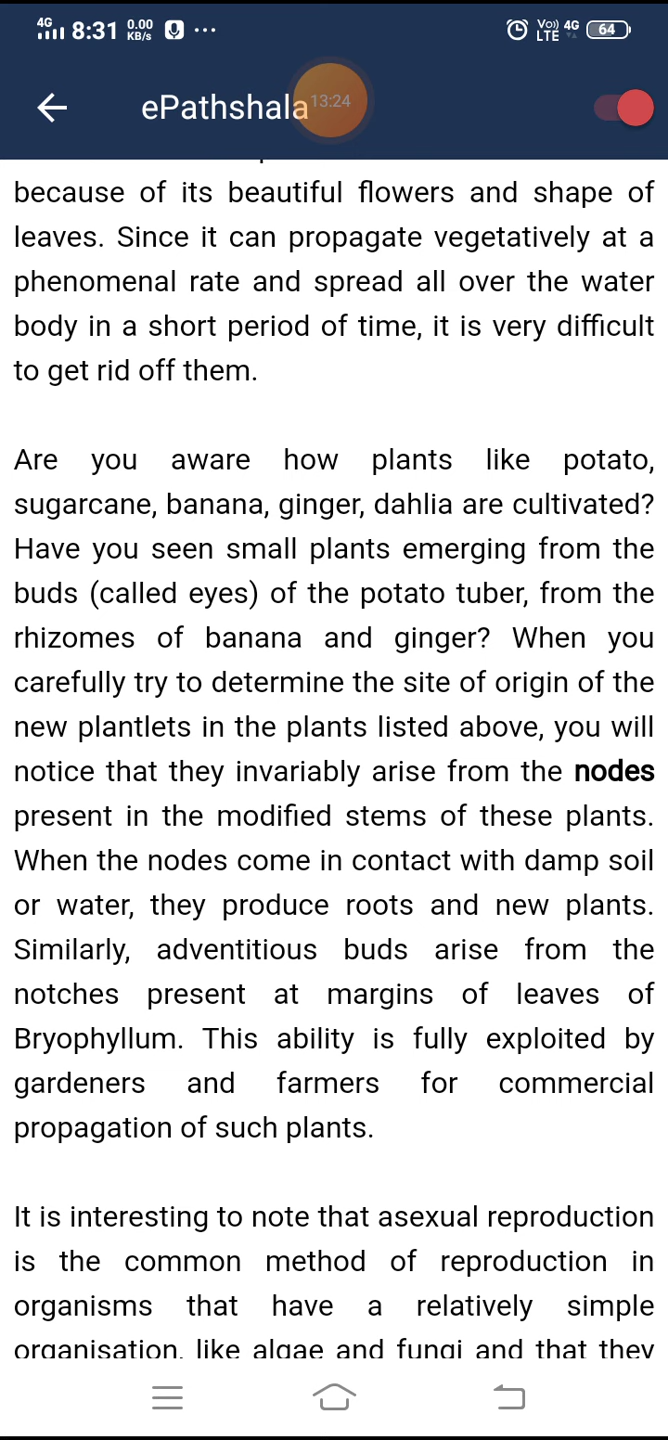 4G 8:31 0.00 KB/s ... Vo)) LTE 4G 64
ePathshala 13:24
because of its beautiful flowers and shape of
leaves. Since it can propagate vegetatively at a
phenomenal rate and spread all over the water
body in a short period of time, it is very difficult
to get rid off them.
Are you aware how plants like potato,
sugarcane, banana, ginger, dahlia are cultivated?
Have you seen small plants emerging from the
buds (called eyes) of the potato tuber, from the
rhizomes of banana and ginger? When you
carefully try to determine the site of origin of the
new plantlets in the plants listed above, you will
notice that they invariably arise from the nodes
present in the modified stems of these plants.
When the nodes come in contact with damp soil
or water, they produce roots and new plants.
Similarly, adventitious buds arise from the
notches present at margins of leaves of
Bryophyllum. This ability is fully exploited by
gardeners and farmers for commercial
propagation of such plants.
It is interesting to note that asexual reproduction
is the common method of reproduction in
organisms that have a relatively simple
organisation, like algae and fungi and that they